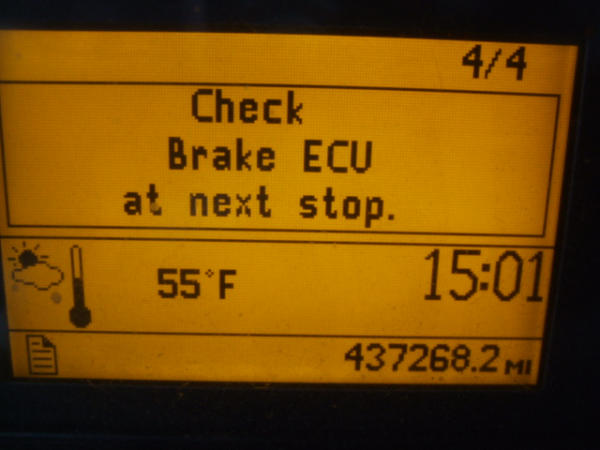 4/4
Check
Brake ECU
at next stop.
55°F
15:01
437268.2 MI